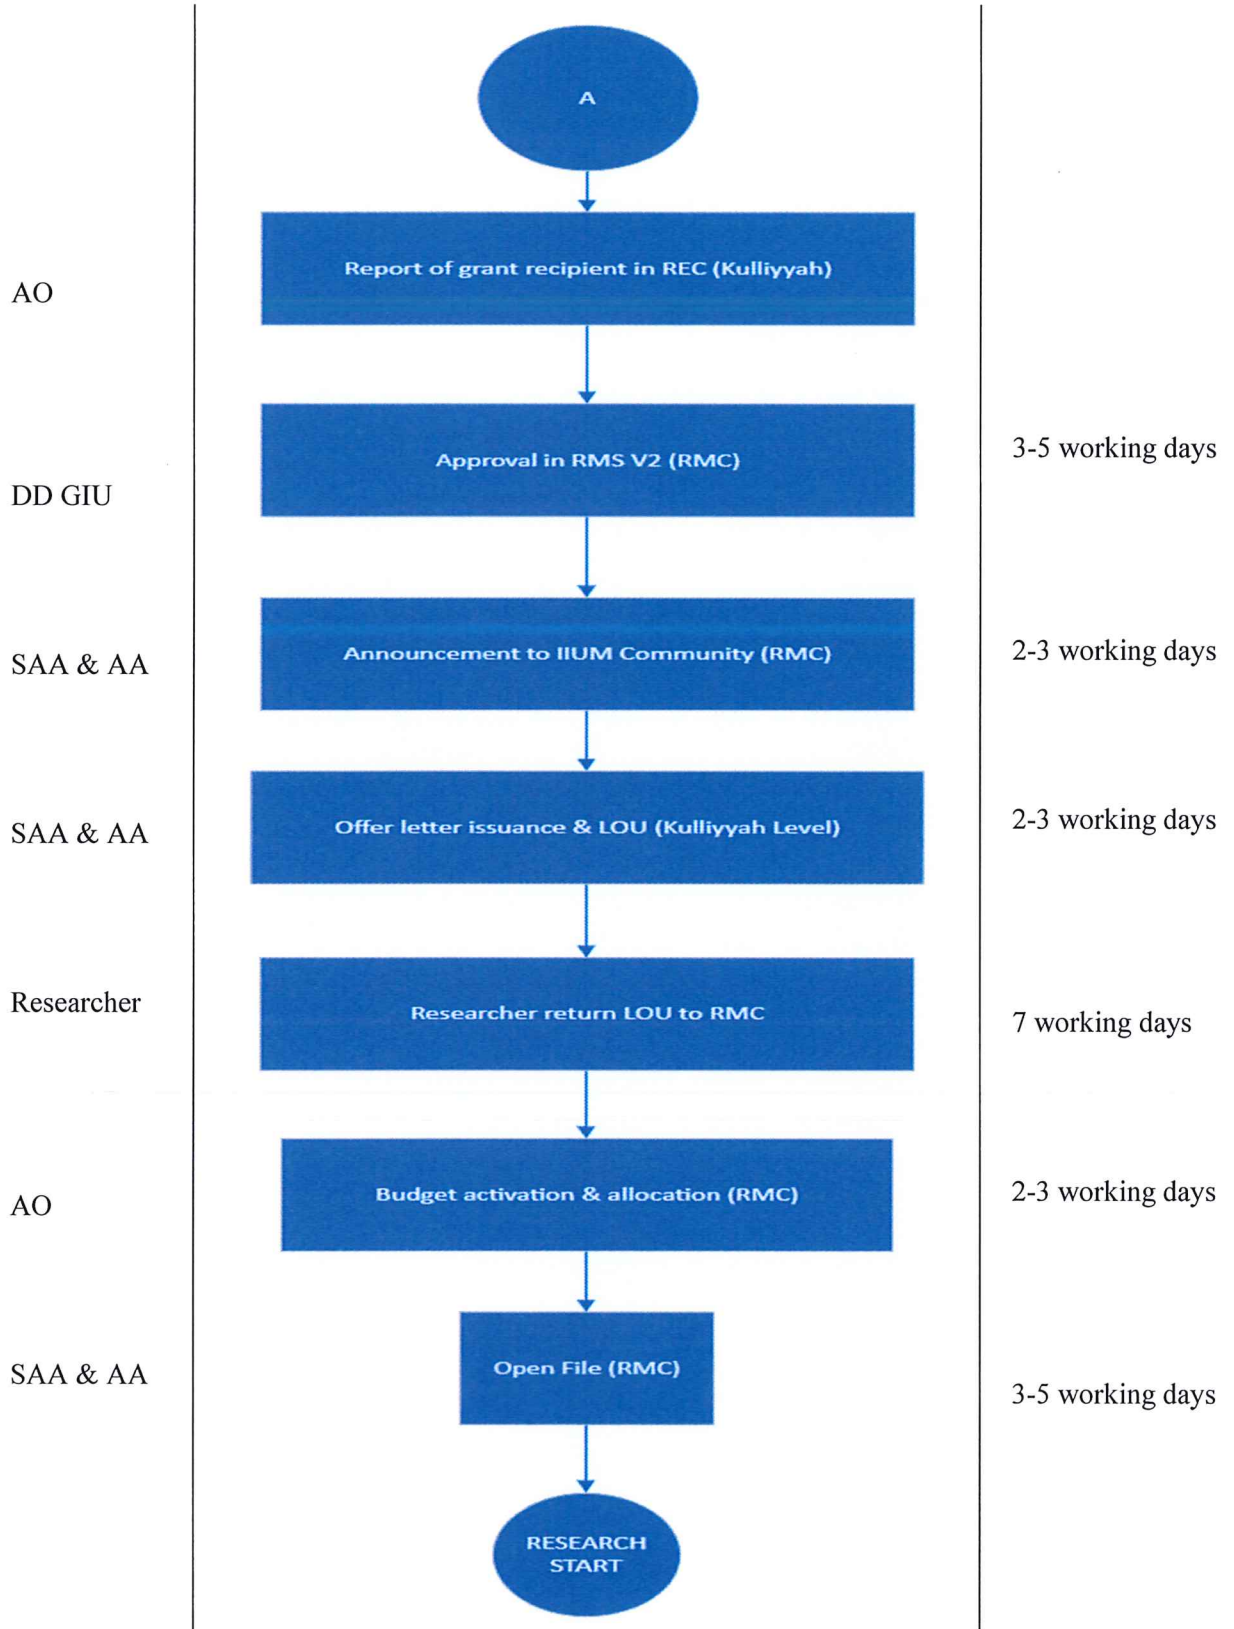 A
Report of grant recipient in REC (Kulliyyah)
AO
Approval in RMS V2 (RMC)
3-5 working days
DD GIU
Announcement to IIUM Community (RMC)
2-3 working days
SAA & AA
Offer letter issuance & LOU (Kulliyyah Level)
2-3 working days
SAA & AA
Researcher
Researcher return LOU to RMC
7 working days
AO
Budget activation & allocation (RMC)
2-3 working days
SAA & AA
Open File (RMC)
3-5 working days
RESEARCH
START